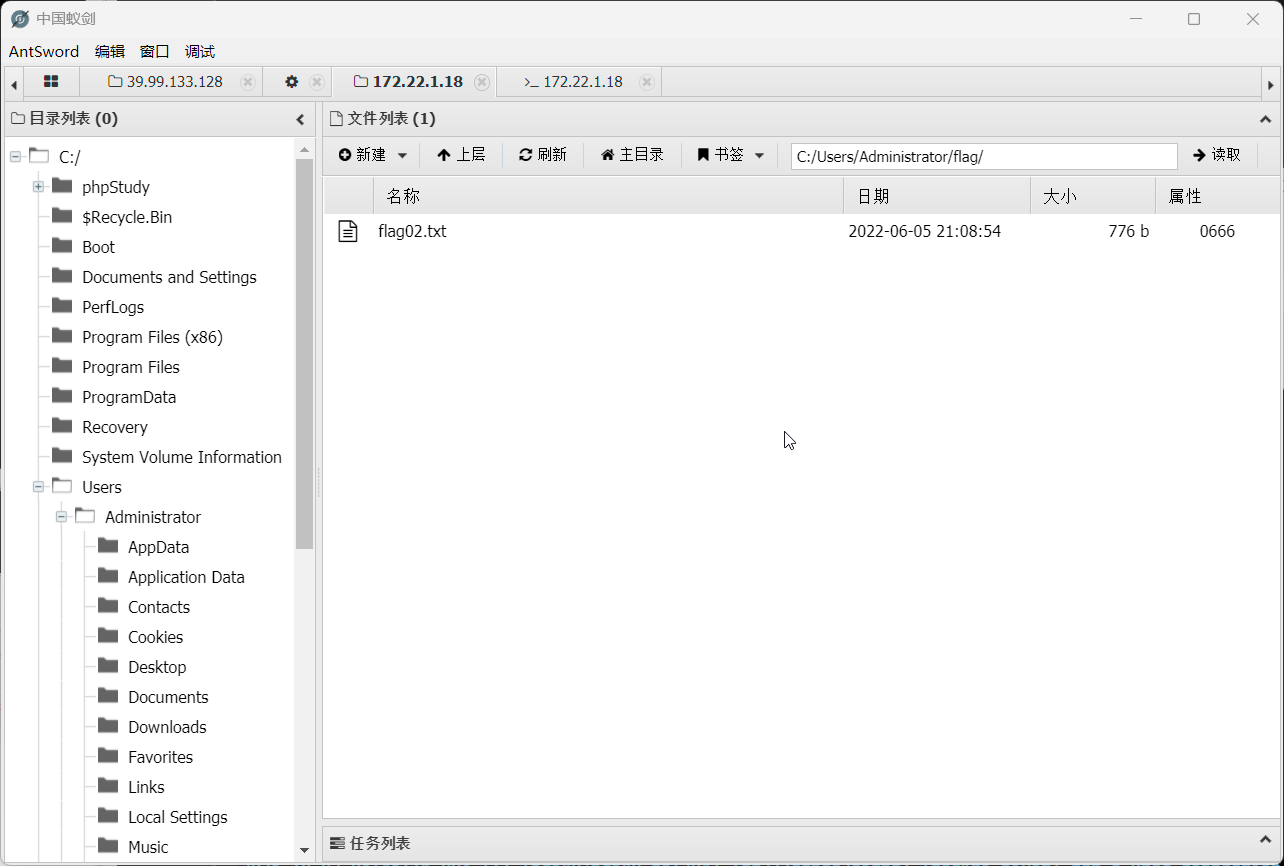 中国蚁剑
AntSword 编辑 窗口 调试
39.99.133.128 172.22.1.18 >_ 172.22.1.18
目录列表 (0)
C:/
phpStudy
$Recycle.Bin
Boot
Documents and Settings
PerfLogs
Program Files (x86)
Program Files
ProgramData
Recovery
System Volume Information
Users
Administrator
AppData
Application Data
Contacts
Cookies
Desktop
Documents
Downloads
Favorites
Links
Local Settings
Music
文件列表 (1)
新建 上层 刷新 主目录 书签 C:/Users/Administrator/flag/ 读取
名称 日期 大小 属性
flag02.txt 2022-06-05 21:08:54 776 b 0666
任务列表